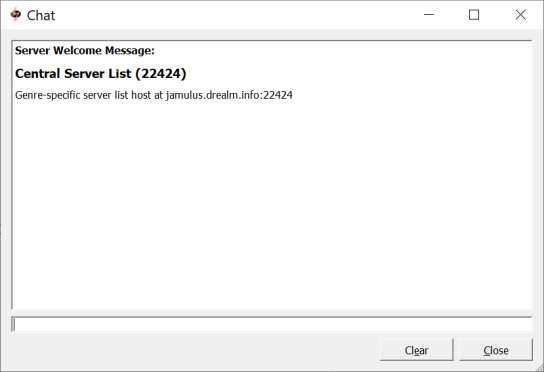 Chat
Server Welcome Message:
Central Server List (22424)
Genre-specific server list host at jamulus.drealm.info:22424
Clear
Close